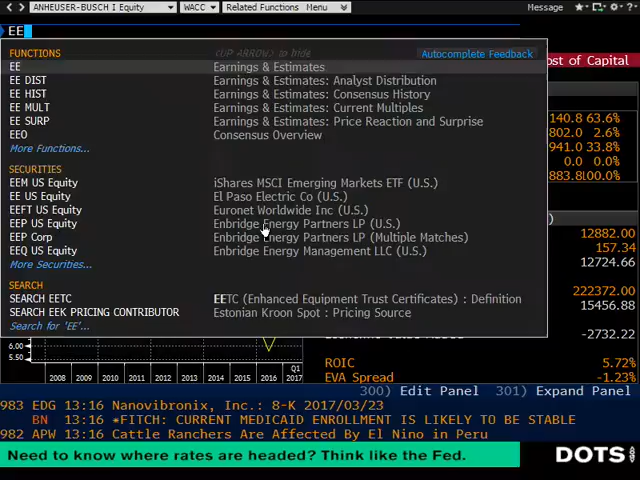 ANHEUSER-BUSCH I Equity WACC Related Functions Menu Message
EE
FUNCTIONS <UP ARROW> to hide Autocomplete Feedback
ost of Capital
EE Earnings & Estimates
EE DIST Earnings & Estimates: Analyst Distribution
EE HIST Earnings & Estimates: Consensus History
EE MULT Earnings & Estimates: Current Multiples
EE SURP Earnings & Estimates: Price Reaction and Surprise
EEO Consensus Overview
More Functions...
140.8 63.6%
802.0 2.6%
941.0 33.8%
0.0 0.0%
883.8 100%
SECURITIES
EEM US Equity iShares MSCI Emerging Markets ETF (U.S.)
EE US Equity El Paso Electric Co (U.S.)
EEFT US Equity Euronet Worldwide Inc (U.S.)
EEP US Equity Enbridge Energy Partners LP (U.S.)
EEP Corp Enbridge Energy Partners LP (Multiple Matches)
EEQ US Equity Enbridge Energy Management LLC (U.S.)
More Securities...
)
12882.00
157.34
12724.66
SEARCH
SEARCH EETC EETC (Enhanced Equipment Trust Certificates) : Definition
SEARCH EEK PRICING CONTRIBUTOR Estonian Kroon Spot : Pricing Source
Search for 'EE'...
222372.00
15456.88
-2732.22
6.00
5.50
Q1
2008 2009 2010 2011 2012 2013 2014 2015 2016 2017
ROIC 5.72%
EVA Spread -1.23%
300) Edit Panel 301) Expand Panel
983 EDG 13:16 Nanovibronix, Inc.: 8-K 2017/03/23
BN 13:16 *FITCH: CURRENT MEDICAID ENROLLMENT IS LIKELY TO BE STABLE
982 APW 13:16 Cattle Ranchers Are Affected By El Nino in Peru
Need to know where rates are headed? Think like the Fed. DOTS